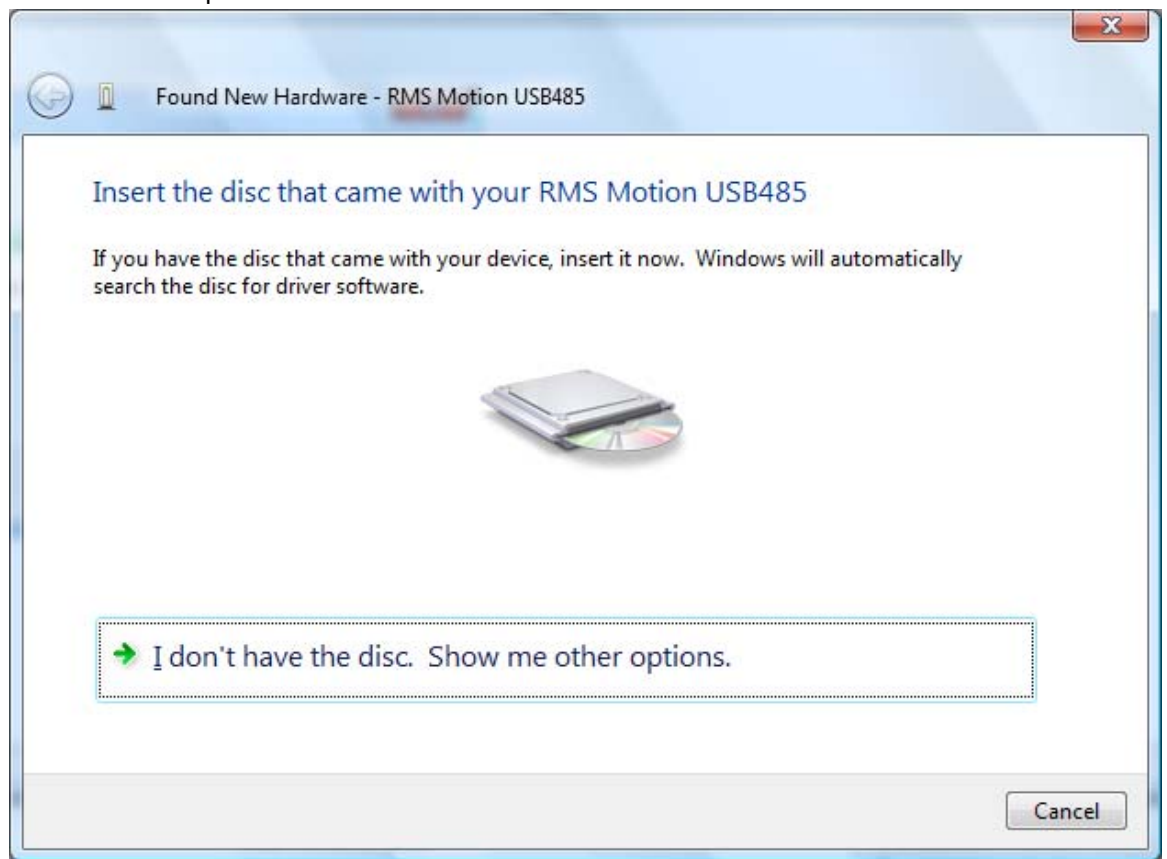 Found New Hardware - RMS Motion USB485
Insert the disc that came with your RMS Motion USB485
If you have the disc that came with your device, insert it now.  Windows will automatically
search the disc for driver software.
I don't have the disc.  Show me other options.
Cancel